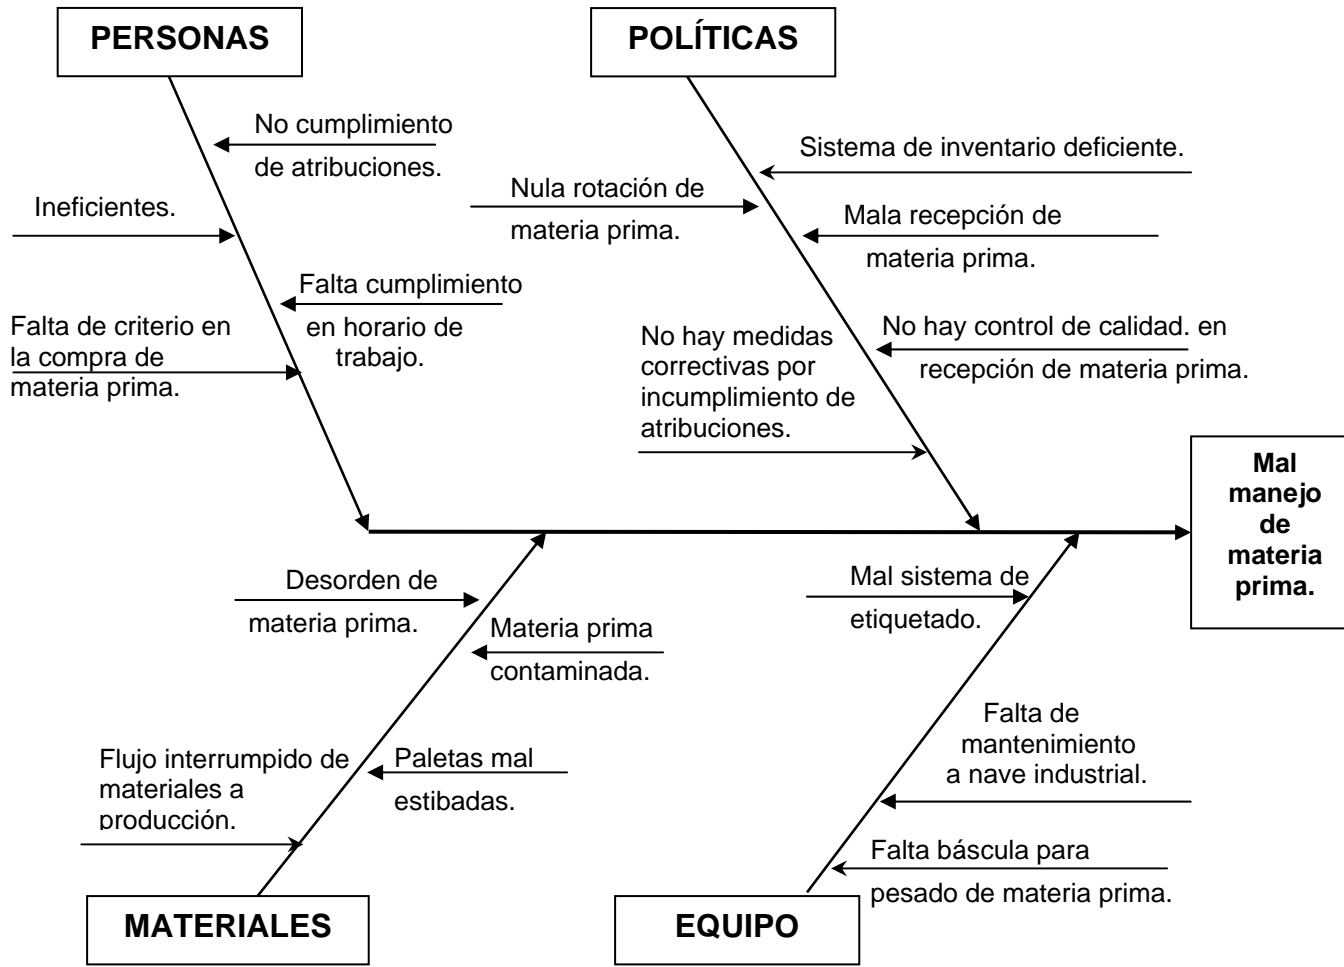 PERSONAS
No cumplimiento
de atribuciones.
Ineficientes.
Falta cumplimiento
en horario de
trabajo.
Falta de criterio en
la compra de
materia prima.
POLÍTICAS
Sistema de inventario deficiente.
Nula rotación de
materia prima.
Mala recepción de
materia prima.
No hay control de calidad. en
recepción de materia prima.
No hay medidas
correctivas por
incumplimiento de
atribuciones.
Mal
manejo
de
materia
prima.
Desorden de
materia prima.
Materia prima
contaminada.
Flujo interrumpido de
materiales a
producción.
Paletas mal
estibadas.
MATERIALES
Mal sistema de
etiquetado.
Falta de
mantenimiento
a nave industrial.
Falta báscula para
pesado de materia prima.
EQUIPO